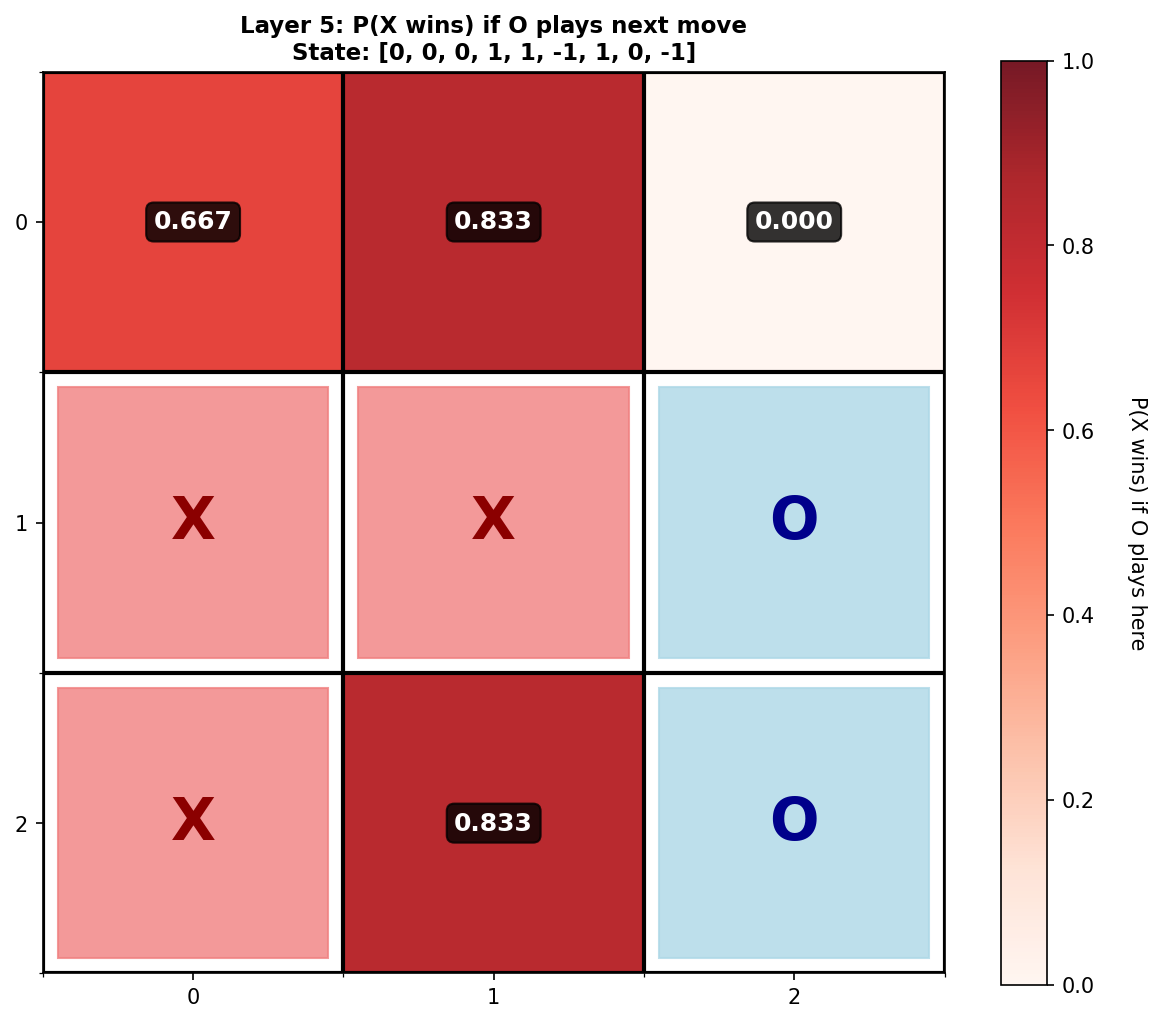 Layer 5: P(X wins) if O plays next move
State: [0, 0, 0, 1, 1, -1, 1, 0, -1]
0
0.667
0.833
0.000
1
X
X
O
2
X
0.833
O
0
1
2
1.0
0.8
0.6
0.4
0.2
0.0
P(X wins) if O plays here